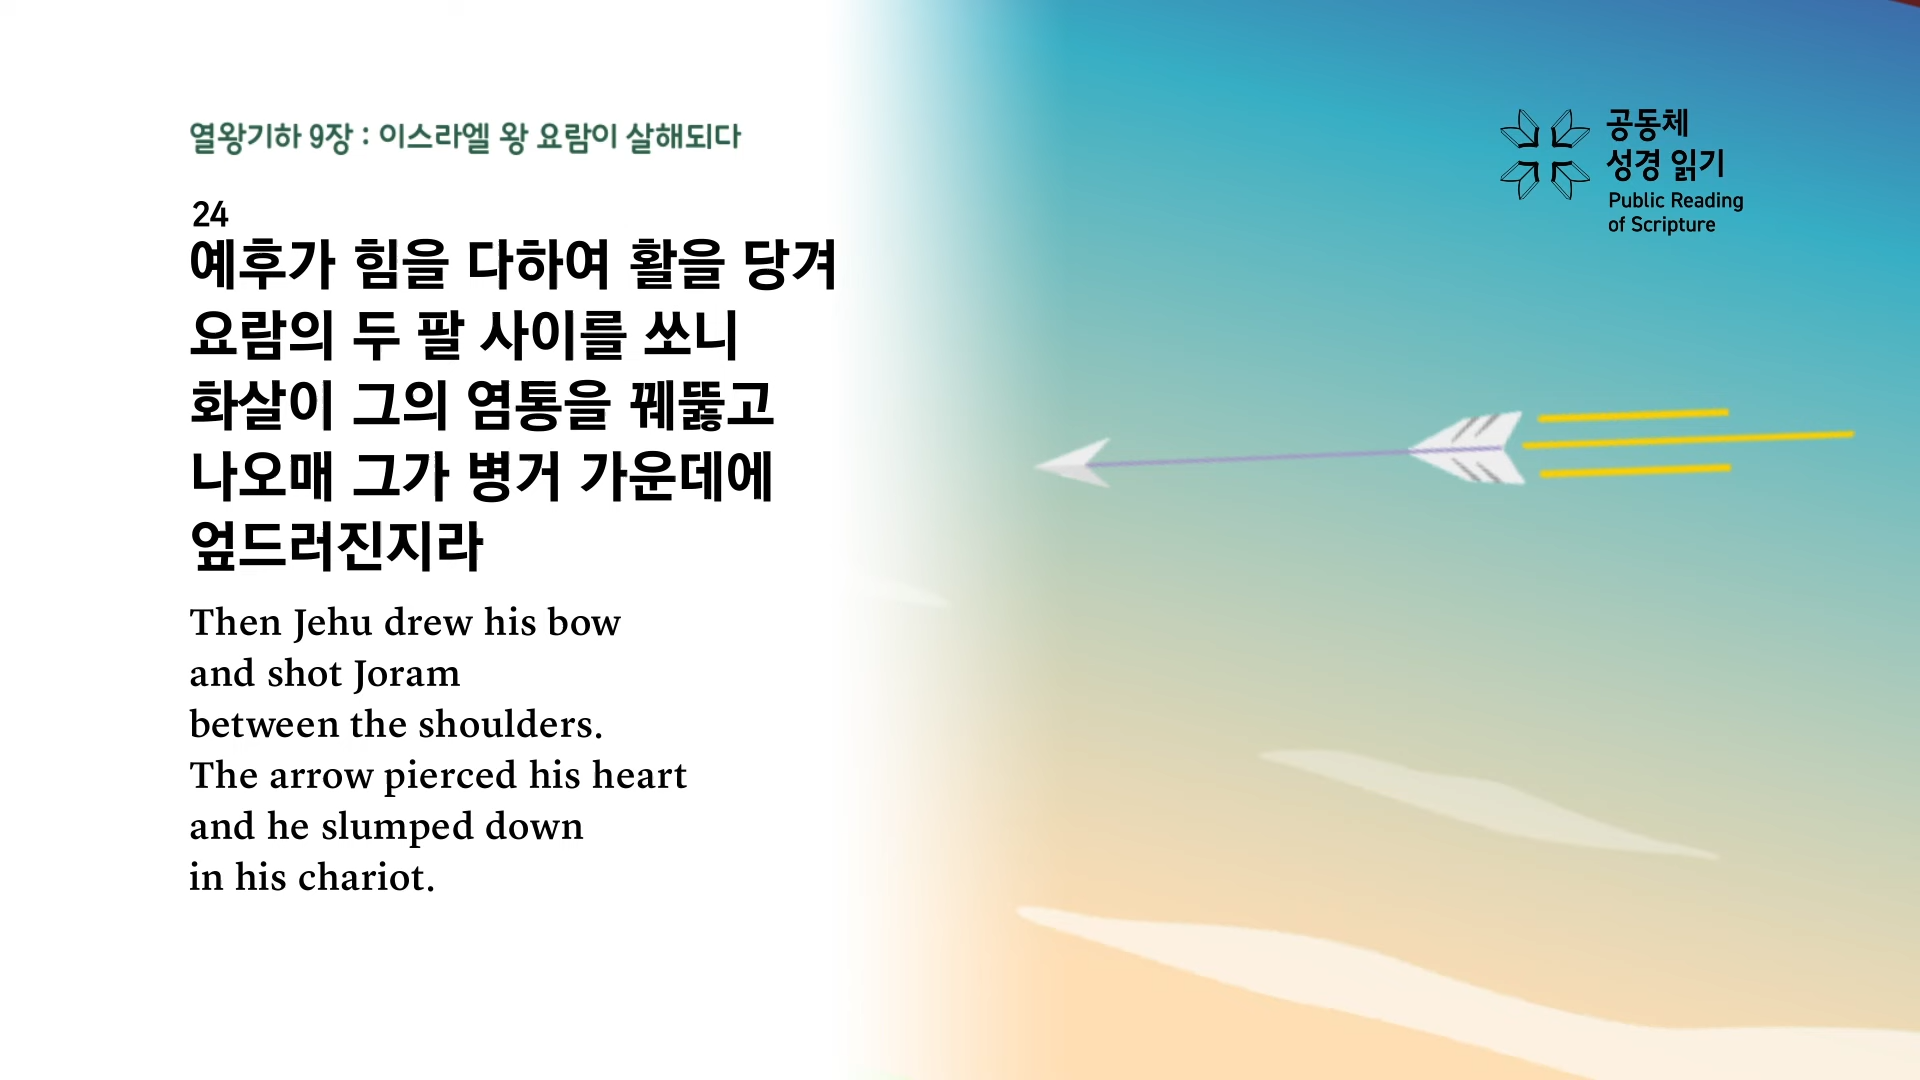 열왕기하 9장 : 이스라엘 왕 요람이 살해되다
24
예후가 힘을 다하여 활을 당겨
요람의 두 팔 사이를 쏘니
화살이 그의 염통을 꿰뚫고
나오매 그가 병거 가운데에
엎드러진지라
Then Jehu drew his bow
and shot Joram
between the shoulders.
The arrow pierced his heart
and he slumped down
in his chariot.
공동체
성경 읽기
Public Reading
of Scripture